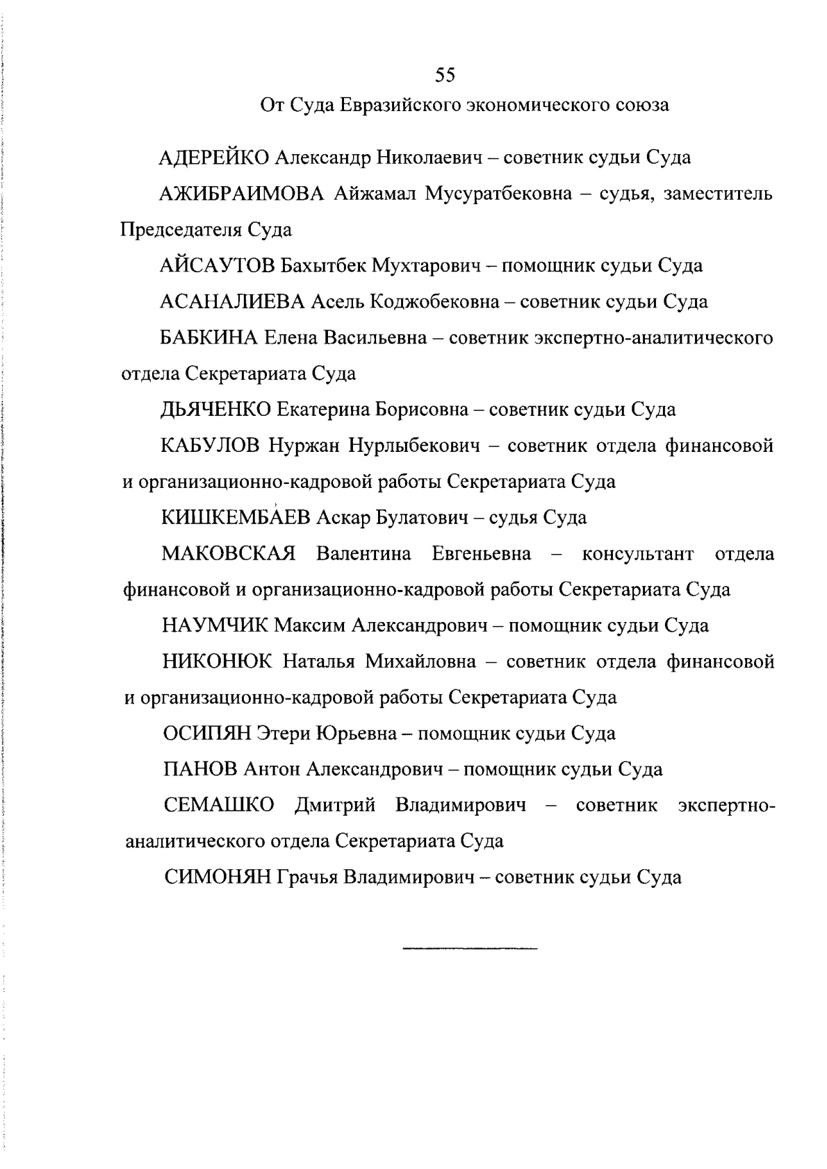 55
От Суда Евразийского экономического союза
АДЕРЕЙКО Александр Николаевич – советник судьи Суда
АЖИБРАИМОВА Айжамал Мусуратбековна – судья, заместитель
Председателя Суда
АЙСАУТОВ Бахытбек Мухтарович – помощник судьи Суда
АСАНАЛИЕВА Асель Коджобековна – советник судьи Суда
БАБКИНА Елена Васильевна – советник экспертно-аналитического
отдела Секретариата Суда
ДЬЯЧЕНКО Екатерина Борисовна – советник судьи Суда
КАБУЛОВ Нуржан Нурлыбекович – советник отдела финансовой
и организационно-кадровой работы Секретариата Суда
КИШКЕМБАЕВ Аскар Булатович – судья Суда
МАКОВСКАЯ Валентина Евгеньевна – консультант отдела
финансовой и организационно-кадровой работы Секретариата Суда
НАУМЧИК Максим Александрович – помощник судьи Суда
НИКОНЮК Наталья Михайловна – советник отдела финансовой
и организационно-кадровой работы Секретариата Суда
ОСИПЯН Этери Юрьевна – помощник судьи Суда
ПАНОВ Антон Александрович – помощник судьи Суда
СЕМАШКО Дмитрий Владимирович – советник экспертно-
аналитического отдела Секретариата Суда
СИМОНЯН Грачья Владимирович – советник судьи Суда